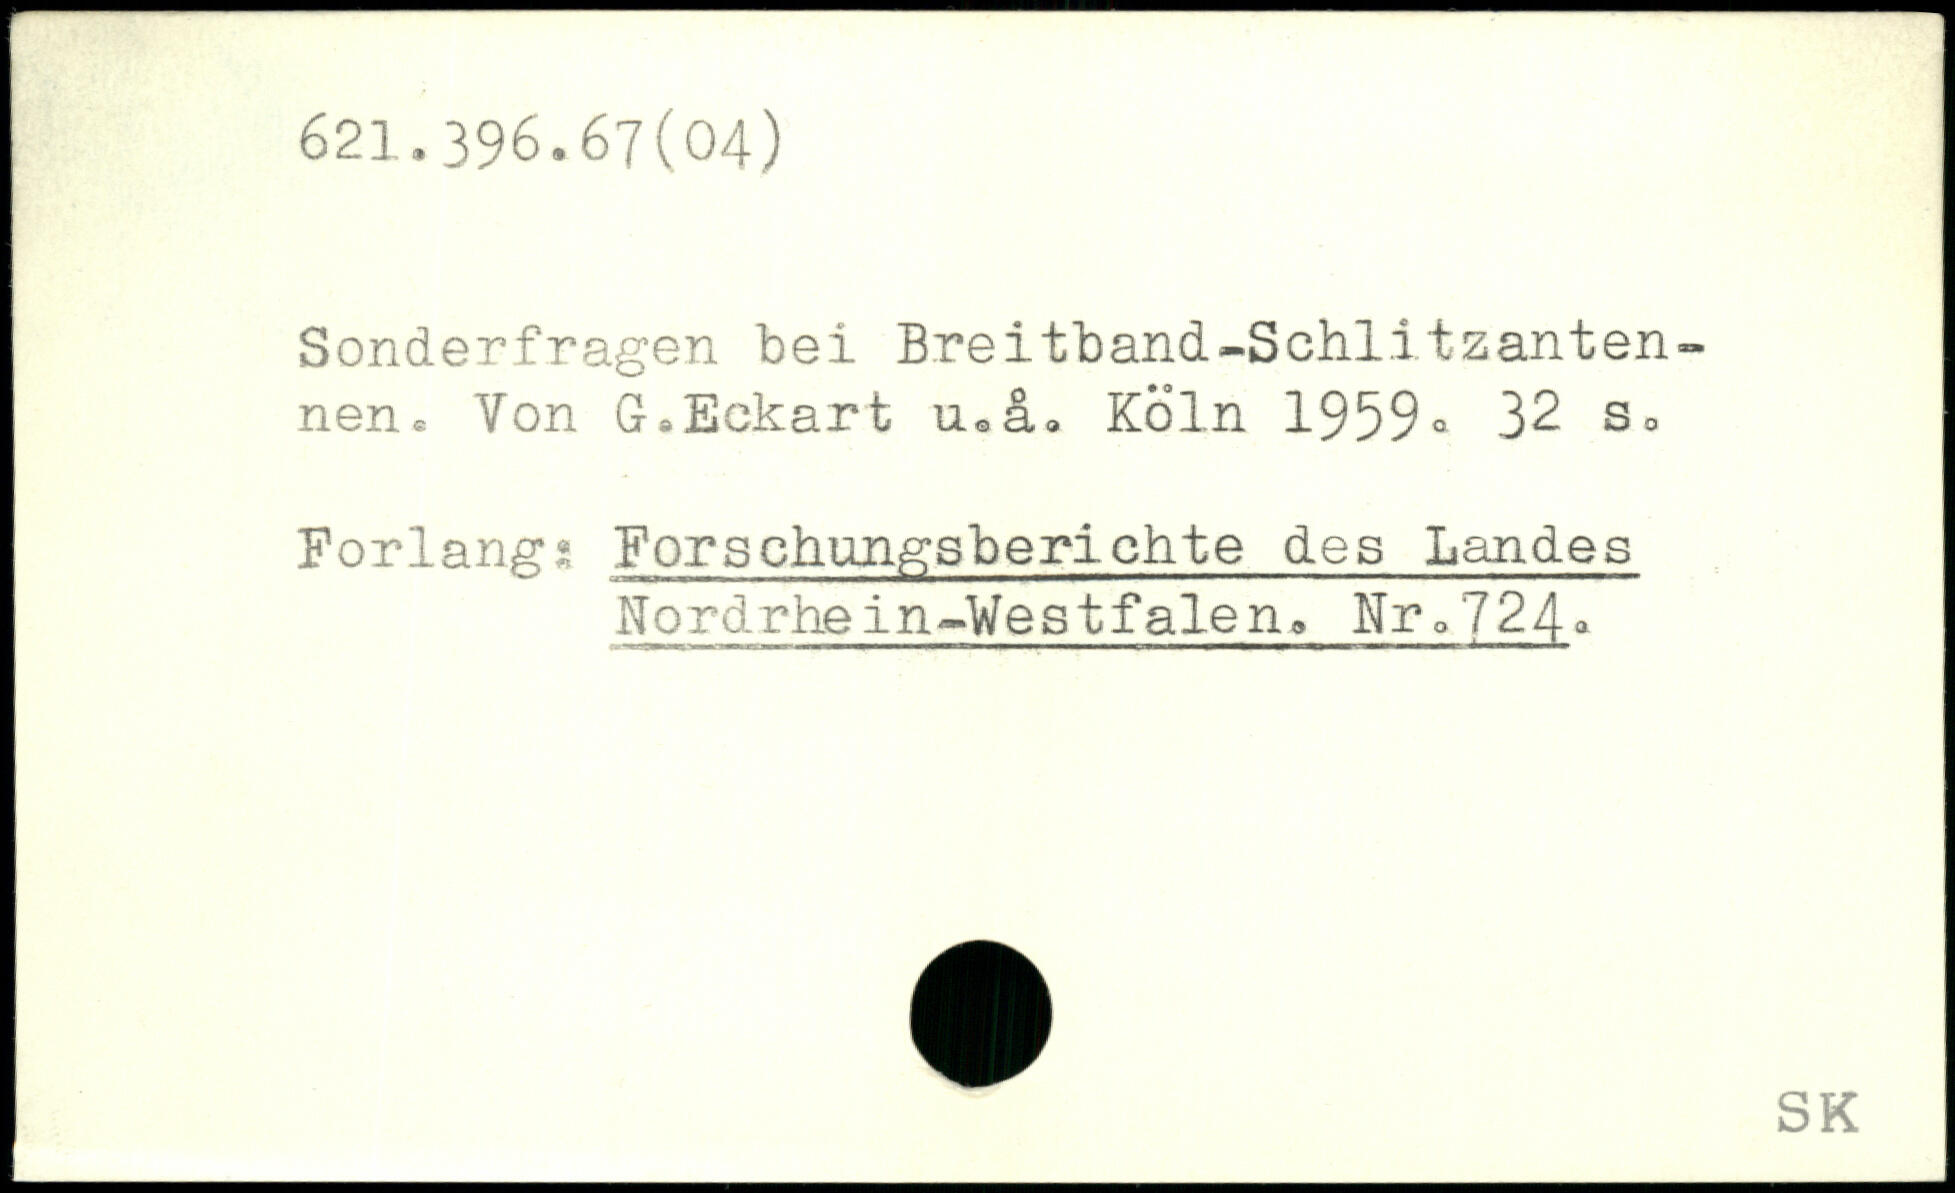 621.396.67(04)
Sonderfragen bei Breitband-Schlitzanten-
nen. Von G.Eckart u.å. Köln 1959. 32 s.
Forlang: Forschungsberichte des Landes
Nordrhein-Westfalen. Nr.724.
SK